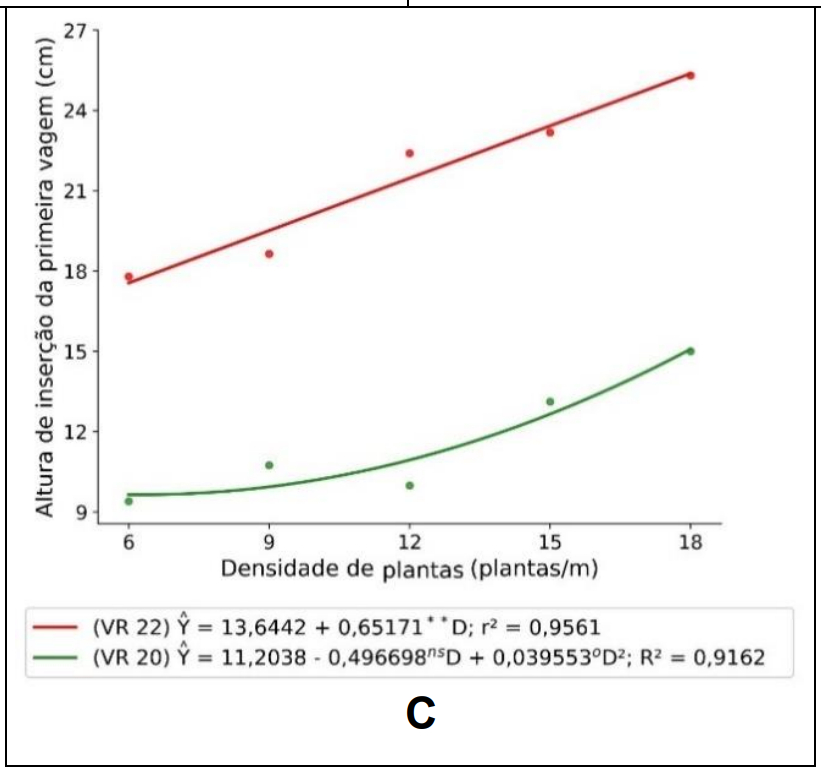 Altura de inserção da primeira vagem (cm)
27
24
21
18
15
12
9
6 9 12 15 18
Densidade de plantas (plantas/m)
(VR 22) Ŷ = 13,6442 + 0,65171**D; r² = 0,9561
(VR 20) Ŷ = 11,2038 - 0,496698ⁿˢD + 0,039553ᵒD²; R² = 0,9162
C